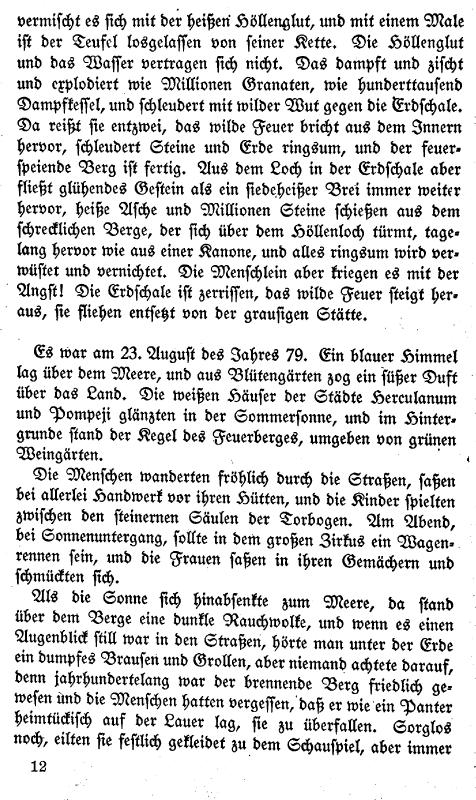 vermischt es sich mit der heißen Höllenglut, und mit einem Male
ist der Teufel losgelassen von seiner Kette. Die Höllenglut
und das Wasser vertragen sich nicht. Das dampft und zischt
und explodiert wie Millionen Granaten, wie hunderttausend
Dampfkessel, und schleudert mit wilder Wut gegen die Erdschale.
Da reißt sie entzwei, das wilde Feuer bricht aus dem Innern
hervor, schleudert Steine und Erde ringsum, und der feuer-
speiende Berg ist fertig. Aus dem Loch in der Erdschale aber
fließt glühendes Gestein als ein siedeheißer Brei immer weiter
hervor, heiße Asche und Millionen Steine schießen aus dem
schrecklichen Berge, der sich über dem Höllenloch türmt, tage-
lang hervor wie aus einer Kanone, und alles ringsum wird ver-
wüstet und vernichtet. Die Menschlein aber kriegen es mit der
Angst! Die Erdschale ist zerrissen, das wilde Feuer steigt her-
aus, sie fliehen entsetzt von der grausigen Stätte.
Es war am 23. August des Jahres 79. Ein blauer Himmel
lag über dem Meere, und aus Blütengärten zog ein süßer Duft
über das Land. Die weißen Häuser der Städte Herculanum
und Pompeji glänzten in der Sommersonne, und im Hinter-
grunde stand der Kegel des Feuerberges, umgeben von grünen
Weingärten.
Die Menschen wanderten fröhlich durch die Straßen, saßen
bei allerlei Handwerk vor ihren Hütten, und die Kinder spielten
zwischen den steinernen Säulen der Torbogen. Am Abend,
bei Sonnenuntergang, sollte in dem großen Zirkus ein Wagen-
rennen sein, und die Frauen saßen in ihren Gemächern und
schmückten sich.
Als die Sonne sich hinabsenkte zum Meere, da stand
über dem Berge eine dunkle Rauchwolke, und wenn es einen
Augenblick still war in den Straßen, hörte man unter der Erde
ein dumpfes Brausen und Grollen, aber niemand achtete darauf,
denn jahrhundertelang war der brennende Berg friedlich ge-
wesen und die Menschen hatten vergessen, daß er wie ein Panter
heimtückisch auf der Lauer lag, sie zu überfallen. Sorglos
noch, eilten sie festlich gekleidet zu dem Schauspiel, aber immer
12